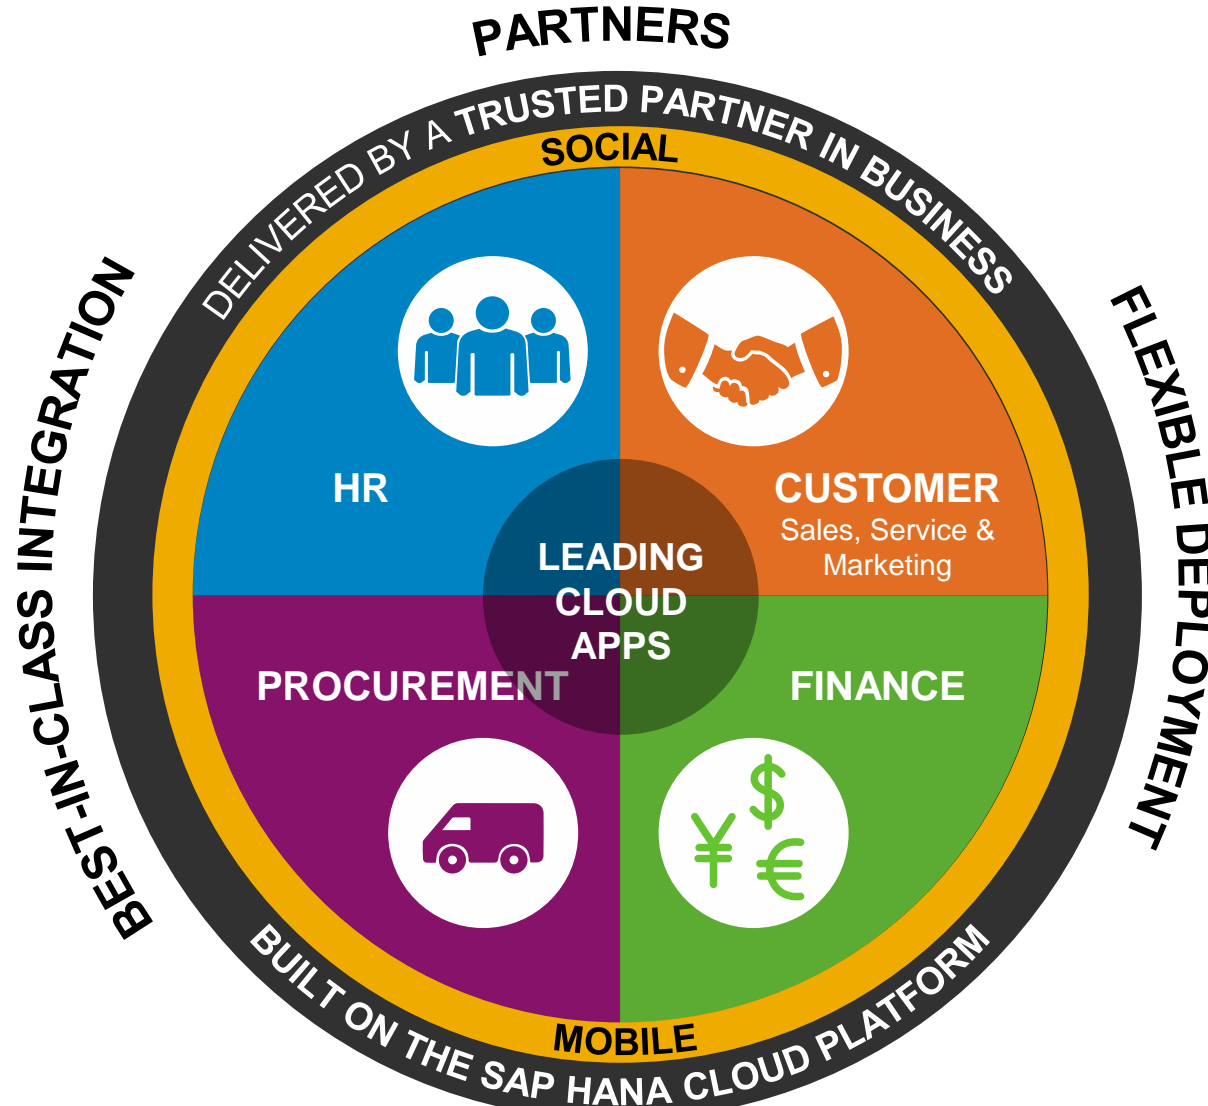 PARTNERS
DELIVERED BY A TRUSTED PARTNER IN BUSINESS
SOCIAL
BEST-IN-CLASS INTEGRATION
FLEXIBLE DEPLOYMENT
HR
CUSTOMER
Sales, Service &
Marketing
LEADING
CLOUD
APPS
PROCUREMENT
FINANCE
$
¥
€
MOBILE
BUILT ON THE SAP HANA CLOUD PLATFORM